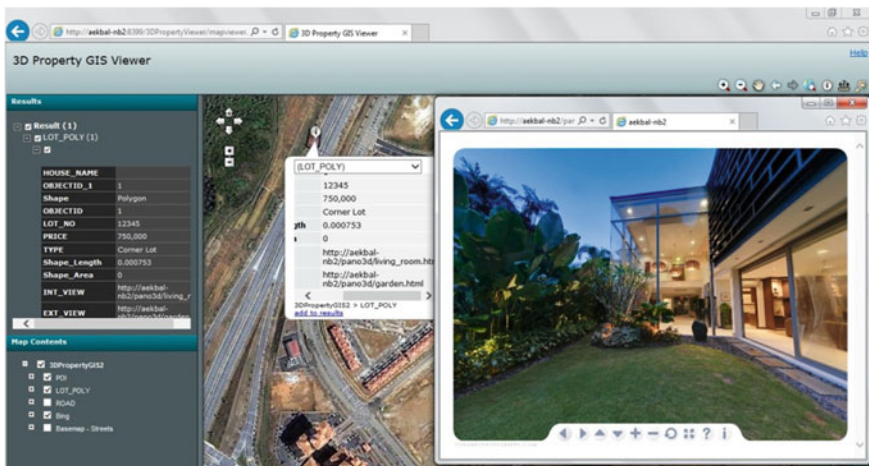 http://aekbal-nb2:8399/3DPropertyViewer/mapviewer.
3D Property GIS Viewer
3D Property GIS Viewer
Help
Results
Result (1)
LOT_POLY (1)
HOUSE_NAME
OBJECTID_1 1
Shape Polygon
OBJECTID 1
LOT_NO 12345
PRICE 750,000
TYPE Corner Lot
Shape_Length 0.000753
Shape_Area 0
INT_VIEW http://aekbal-
nb2/pano3d/living_r
EXT_VIEW http://aekbal-
nb2/pano3d/garden
Map Contents
3DPropertyGIS2
POI
LOT_POLY
ROAD
Bing
Basemap - Streets
(LOT_POLY)
12345
750,000
Corner Lot
gth 0.000753
a 0
http://aekbal-
nb2/pano3d/living_room.htm
http://aekbal-
nb2/pano3d/garden.html
3DPropertyGIS2 > LOT_POLY
add to results
http://aekbal-nb2/par
aekbal-nb2